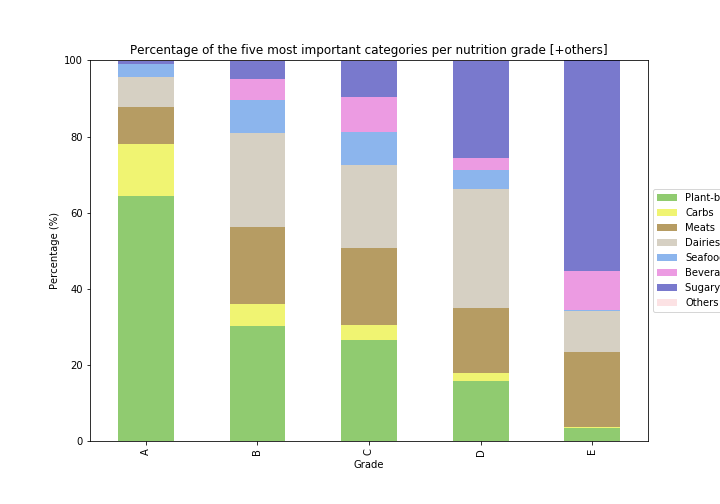 Percentage of the five most important categories per nutrition grade [+others]
100
80
60
40
20
0
Percentage (%)
A
B
C
D
E
Grade
Plant-b
Carbs
Meats
Dairies
Seafoo
Bevera
Sugary
Others